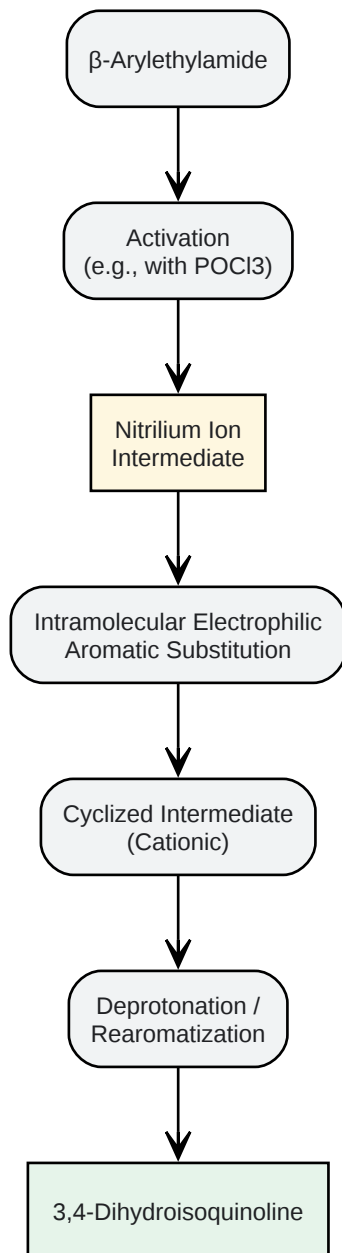 β-Arylethylamide
Activation
(e.g., with POCl3)
Nitrilium Ion
Intermediate
Intramolecular Electrophilic
Aromatic Substitution
Cyclized Intermediate
(Cationic)
Deprotonation /
Rearomatization
3,4-Dihydroisoquinoline